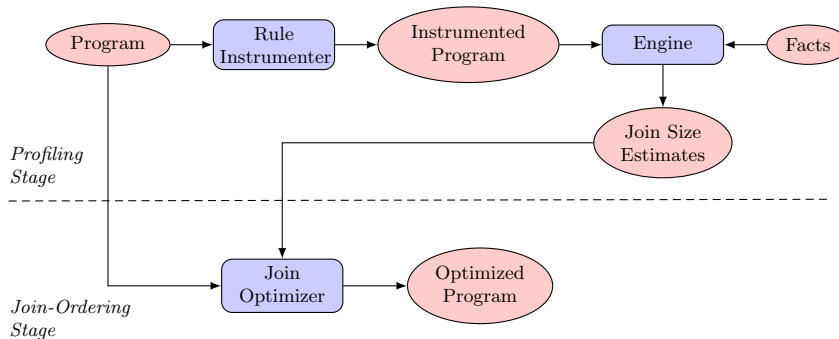 Program
Rule
Instrumenter
Instrumented
Program
Engine
Facts
Join Size
Estimates
Profiling
Stage
Join
Optimizer
Optimized
Program
Join-Ordering
Stage